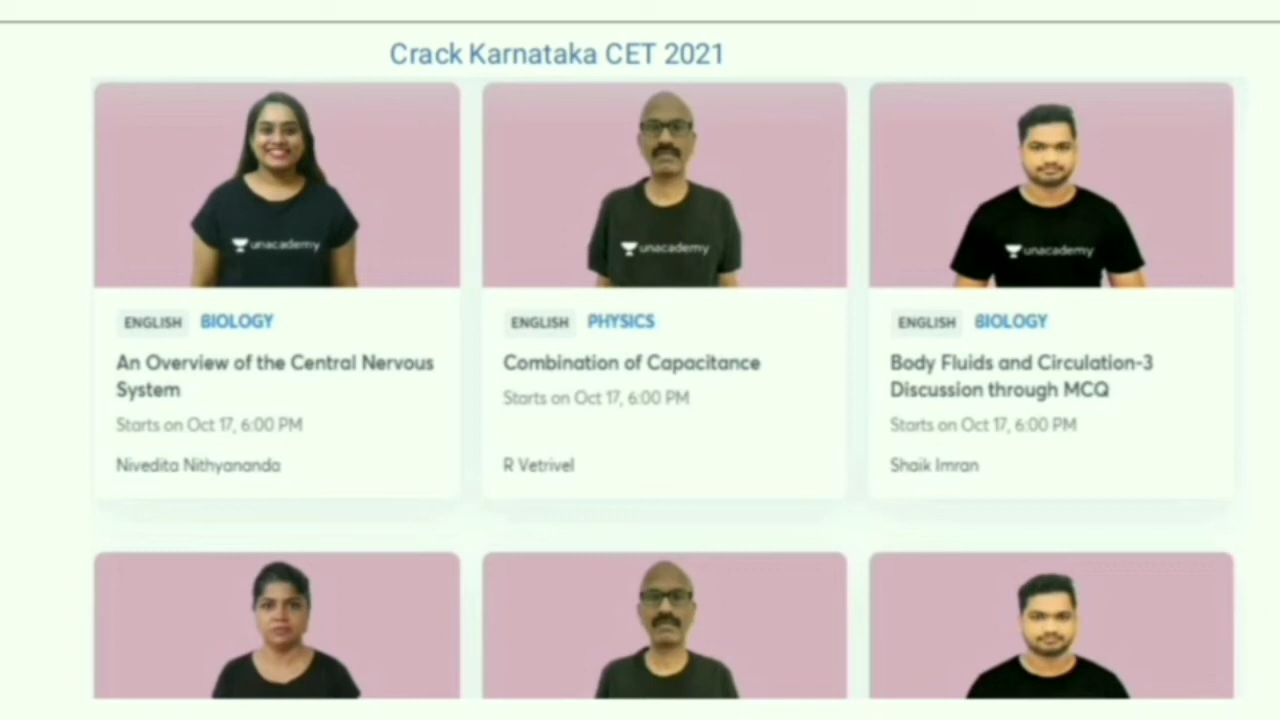 Crack Karnataka CET 2021
unacademy
unacademy
unacademy
ENGLISH BIOLOGY
An Overview of the Central Nervous
System
Starts on Oct 17, 6:00 PM
Nivedita Nithyananda
ENGLISH PHYSICS
Combination of Capacitance
Starts on Oct 17, 6:00 PM
R Vetrivel
ENGLISH BIOLOGY
Body Fluids and Circulation-3
Discussion through MCQ
Starts on Oct 17, 6:00 PM
Shaik Imran